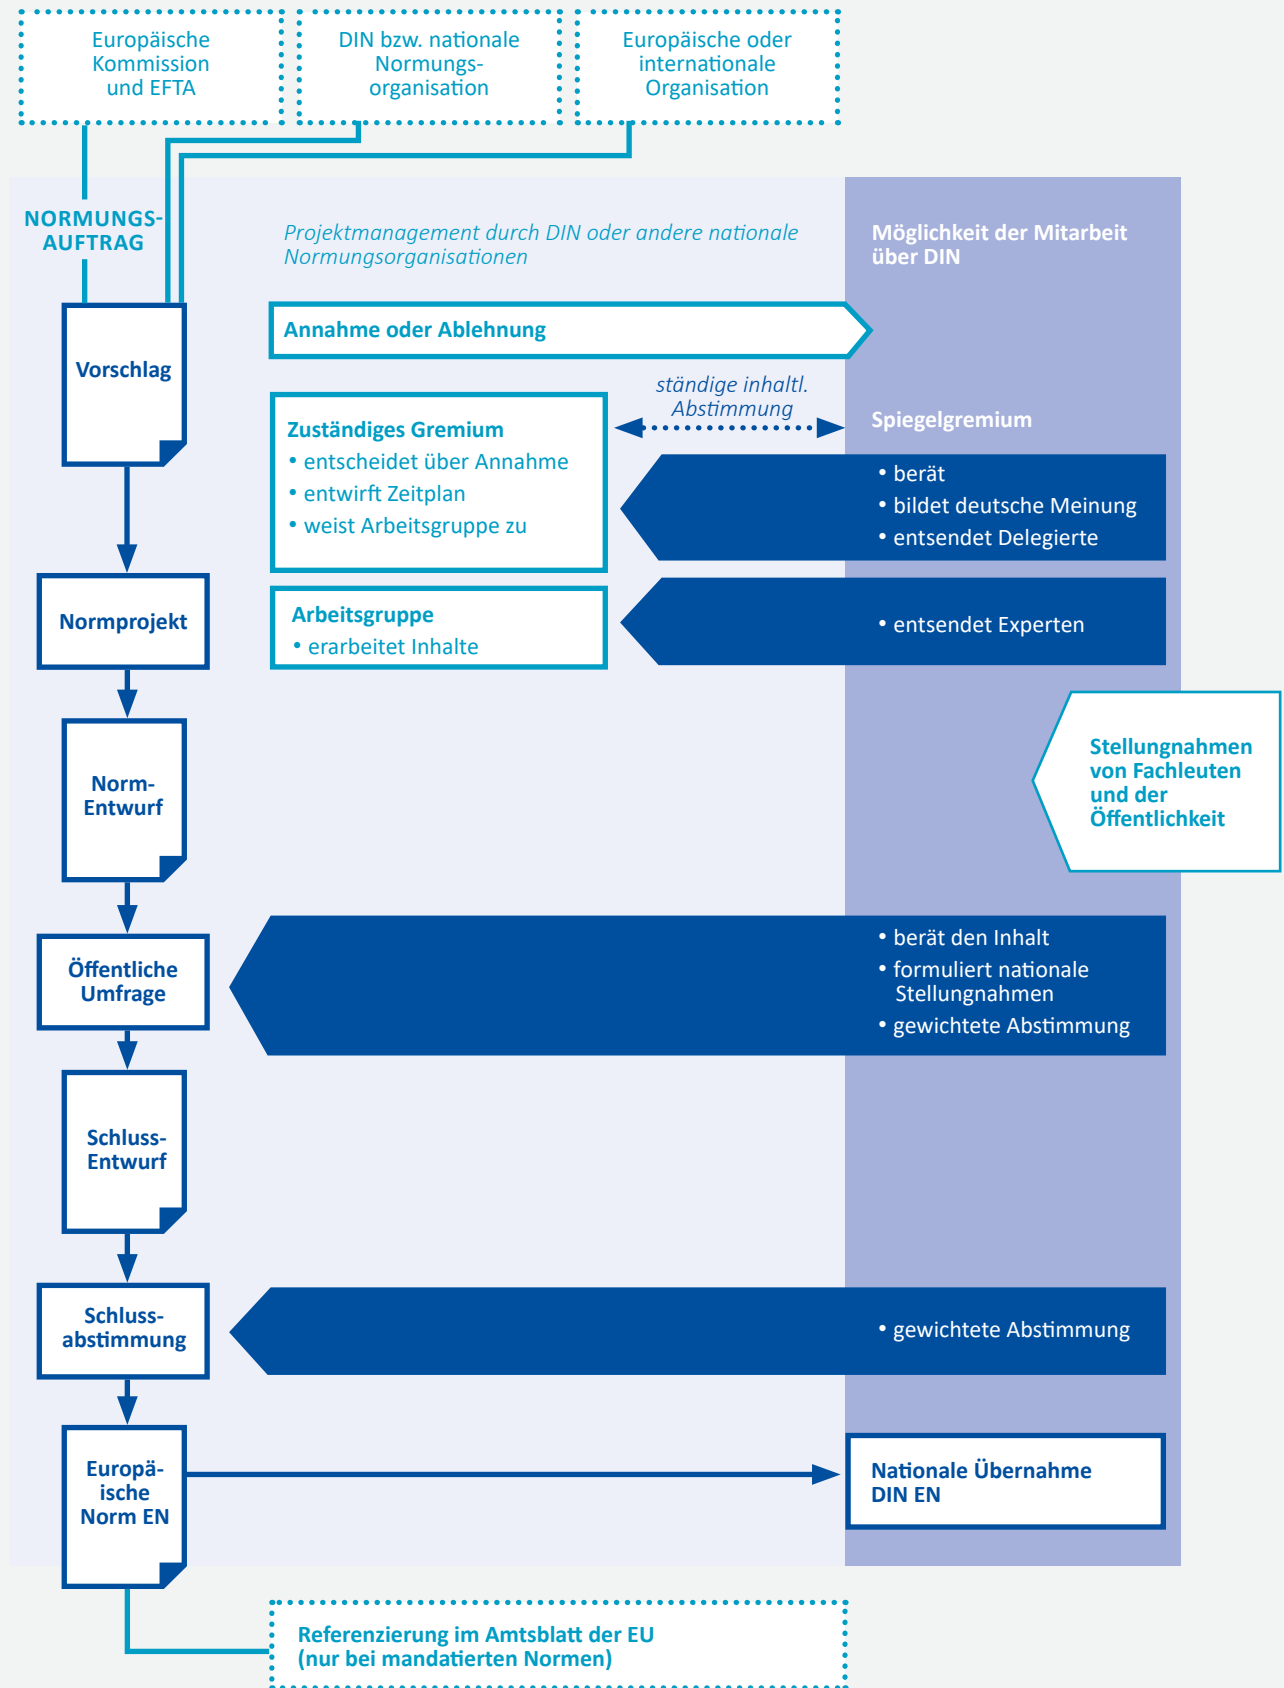 Europäische
Kommission
und EFTA
DIN bzw. nationale
Normungs-
organisation
Europäische oder
internationale
Organisation
NORMUNGS-
AUFTRAG
Projektmanagement durch DIN oder andere nationale
Normungsorganisationen
Möglichkeit der Mitarbeit
über DIN
Vorschlag
Annahme oder Ablehnung
ständige inhaltl.
Abstimmung
Zuständiges Gremium
• entscheidet über Annahme
• entwirft Zeitplan
• weist Arbeitsgruppe zu
Spiegelgremium
• berät
• bildet deutsche Meinung
• entsendet Delegierte
Normprojekt
Arbeitsgruppe
• erarbeitet Inhalte
• entsendet Experten
Norm-
Entwurf
Stellungnahmen
von Fachleuten
und der
Öffentlichkeit
Öffentliche
Umfrage
• berät den Inhalt
• formuliert nationale
Stellungnahmen
• gewichtete Abstimmung
Schluss-
Entwurf
Schluss-
abstimmung
• gewichtete Abstimmung
Europä-
ische
Norm EN
Nationale Übernahme
DIN EN
Referenzierung im Amtsblatt der EU
(nur bei mandatierten Normen)